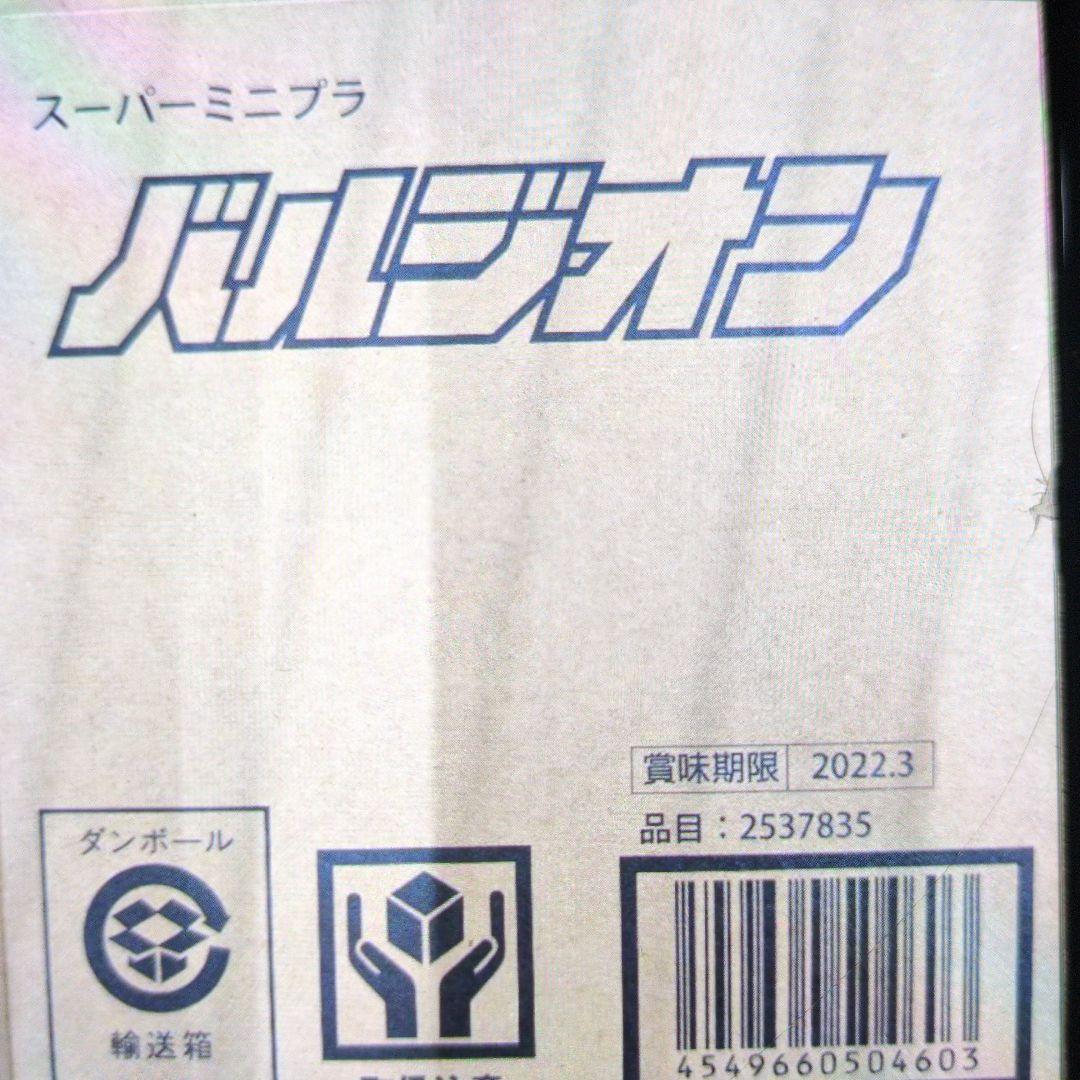 スーパーミニプラ
バルジオン
賞味期限 2022.3
品目：2537835
ダンボール
輸送箱
4549660504603